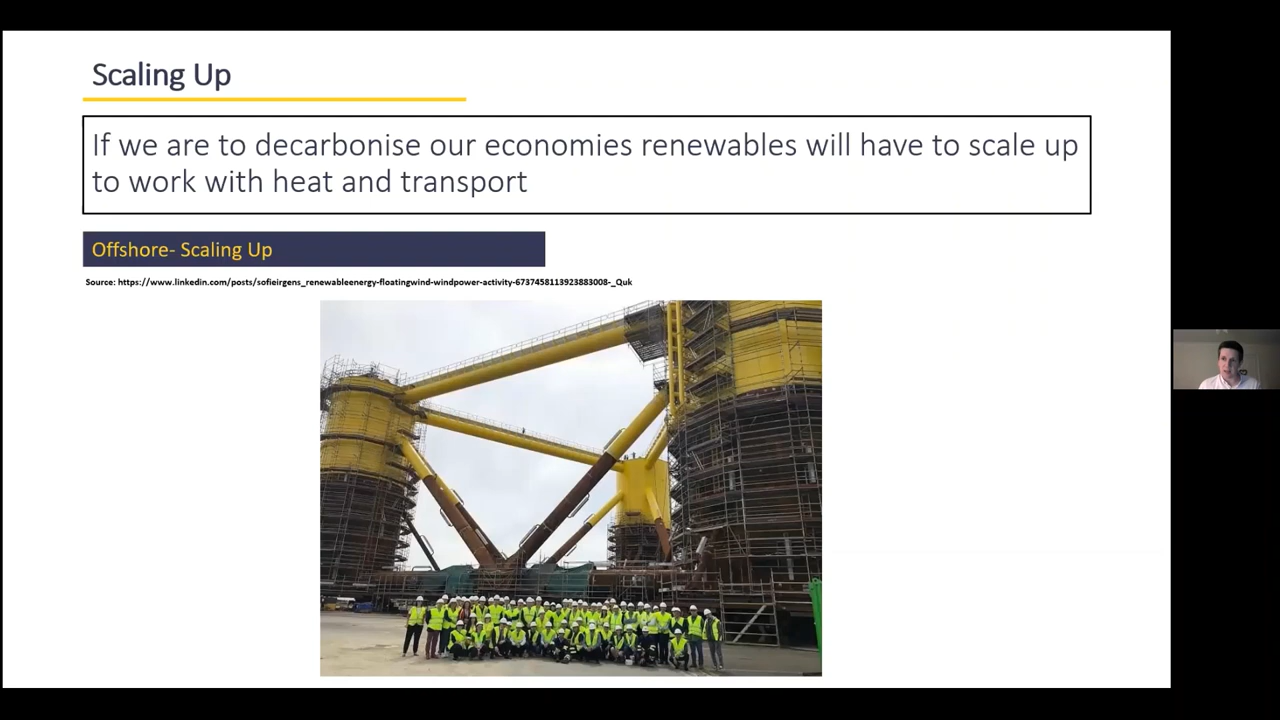 Scaling Up
If we are to decarbonise our economies renewables will have to scale up
to work with heat and transport
Offshore- Scaling Up
Source: https://www.linkedin.com/posts/sofieirgens_renewableenergy-floatingwind-windpower-activity-6737458113923883008-_Quk